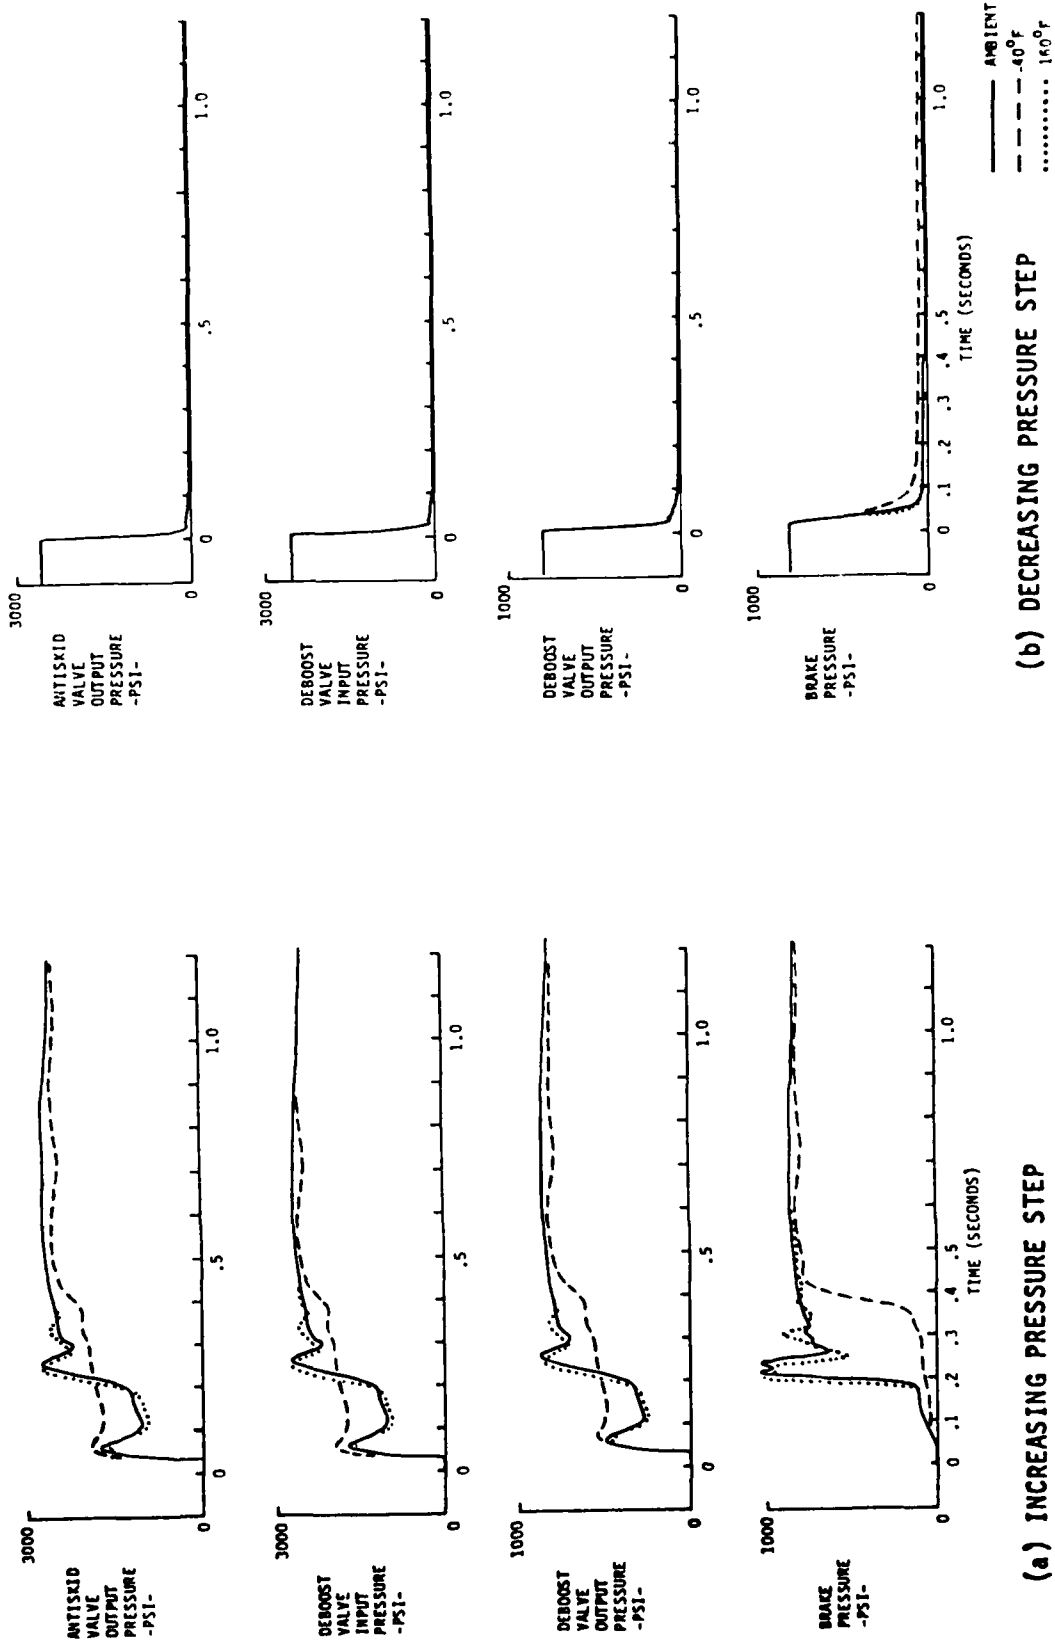 3000
0
ANTISKID
VALVE
OUTPUT
PRESSURE
-PSI-
0
.5
1.0
3000
0
DEBOOST
VALVE
INPUT
PRESSURE
-PSI-
0
.5
1.0
1000
0
DEBOOST
VALVE
OUTPUT
PRESSURE
-PSI-
0
.5
1.0
1000
0
BRAKE
PRESSURE
-PSI-
0
.1
.2
.3
.4
.5
1.0
TIME (SECONDS)
(a) INCREASING PRESSURE STEP
3000
0
ANTISKID
VALVE
OUTPUT
PRESSURE
-PSI-
0
.5
1.0
3000
0
DEBOOST
VALVE
INPUT
PRESSURE
-PSI-
0
.5
1.0
1000
0
DEBOOST
VALVE
OUTPUT
PRESSURE
-PSI-
0
.5
1.0
1000
0
BRAKE
PRESSURE
-PSI-
0
.1
.2
.3
.4
.5
1.0
TIME (SECONDS)
AMBIENT
-40°F
160°F
(b) DECREASING PRESSURE STEP